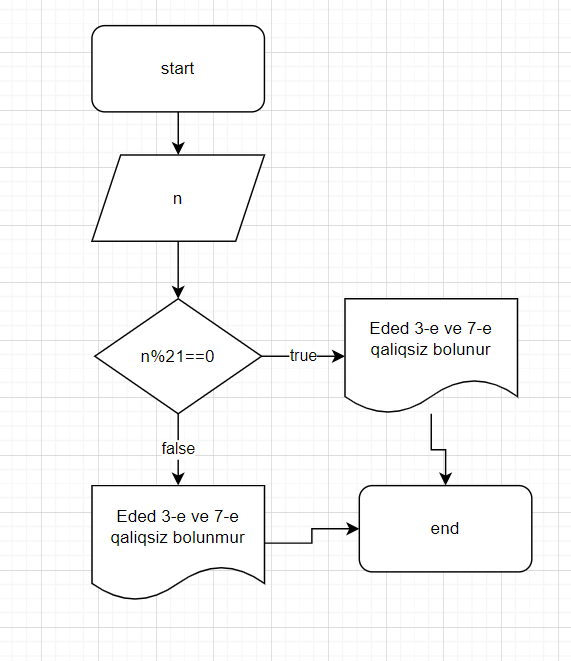 start
n
n%21==0
true
Eded 3-e ve 7-e
qaliqsiz bolunur
false
Eded 3-e ve 7-e
qaliqsiz bolunmur
end